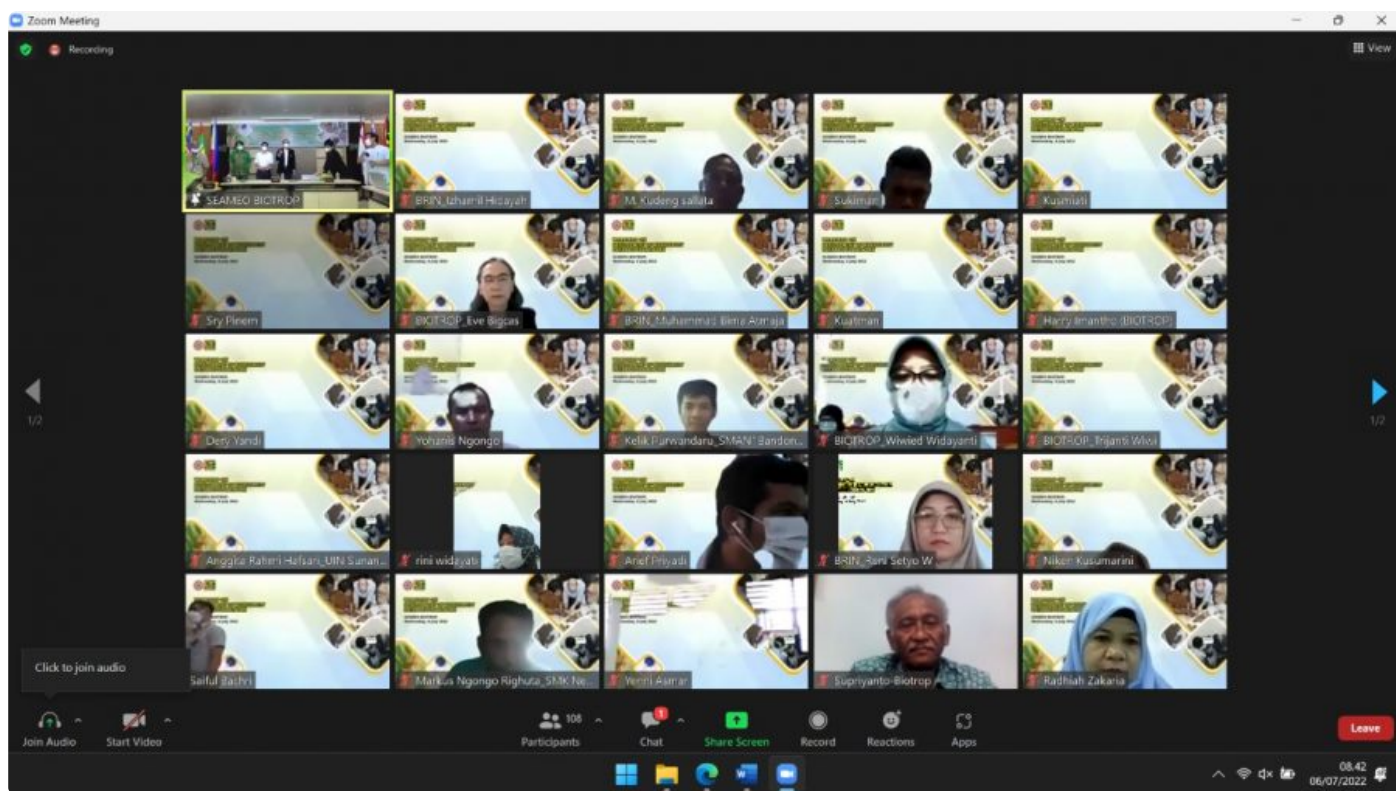 Zoom Meeting
Recording
View
SEAMEO BIOTROP
BRIN_Izhamil Hidayah
M. Kudeng sallata
Sukiman
Kusmiati
Sry Pinem
BIOTROP_Eve Bigcas
BRIN_Muhammad Bima Atmaja
Kuatman
Harry Imantho (BIOTROP)
Dery Yandi
Yohanis Ngongo
Kelik Purwandaru_SMAN
BIOTROP_Wiwied Widayanti
BIOTROP_Trijanti Wiwi
Anggita Rahmi Hafsari_UIN Sunan...
rini widayati
Arief Priyadi
BRIN_Reni Setyo W
Niken Kusumarini
Saiful Bachri
Markus Ngongo Righuta_SMK Ne...
Yenni Asmar
Supriyanto-Biotrop
Radhiah Zakaria
1/2
1/2
Click to join audio
Join Audio
Start Video
108
Participants
1
Chat
Share Screen
Record
Reactions
Apps
Leave
08.42
06/07/2022